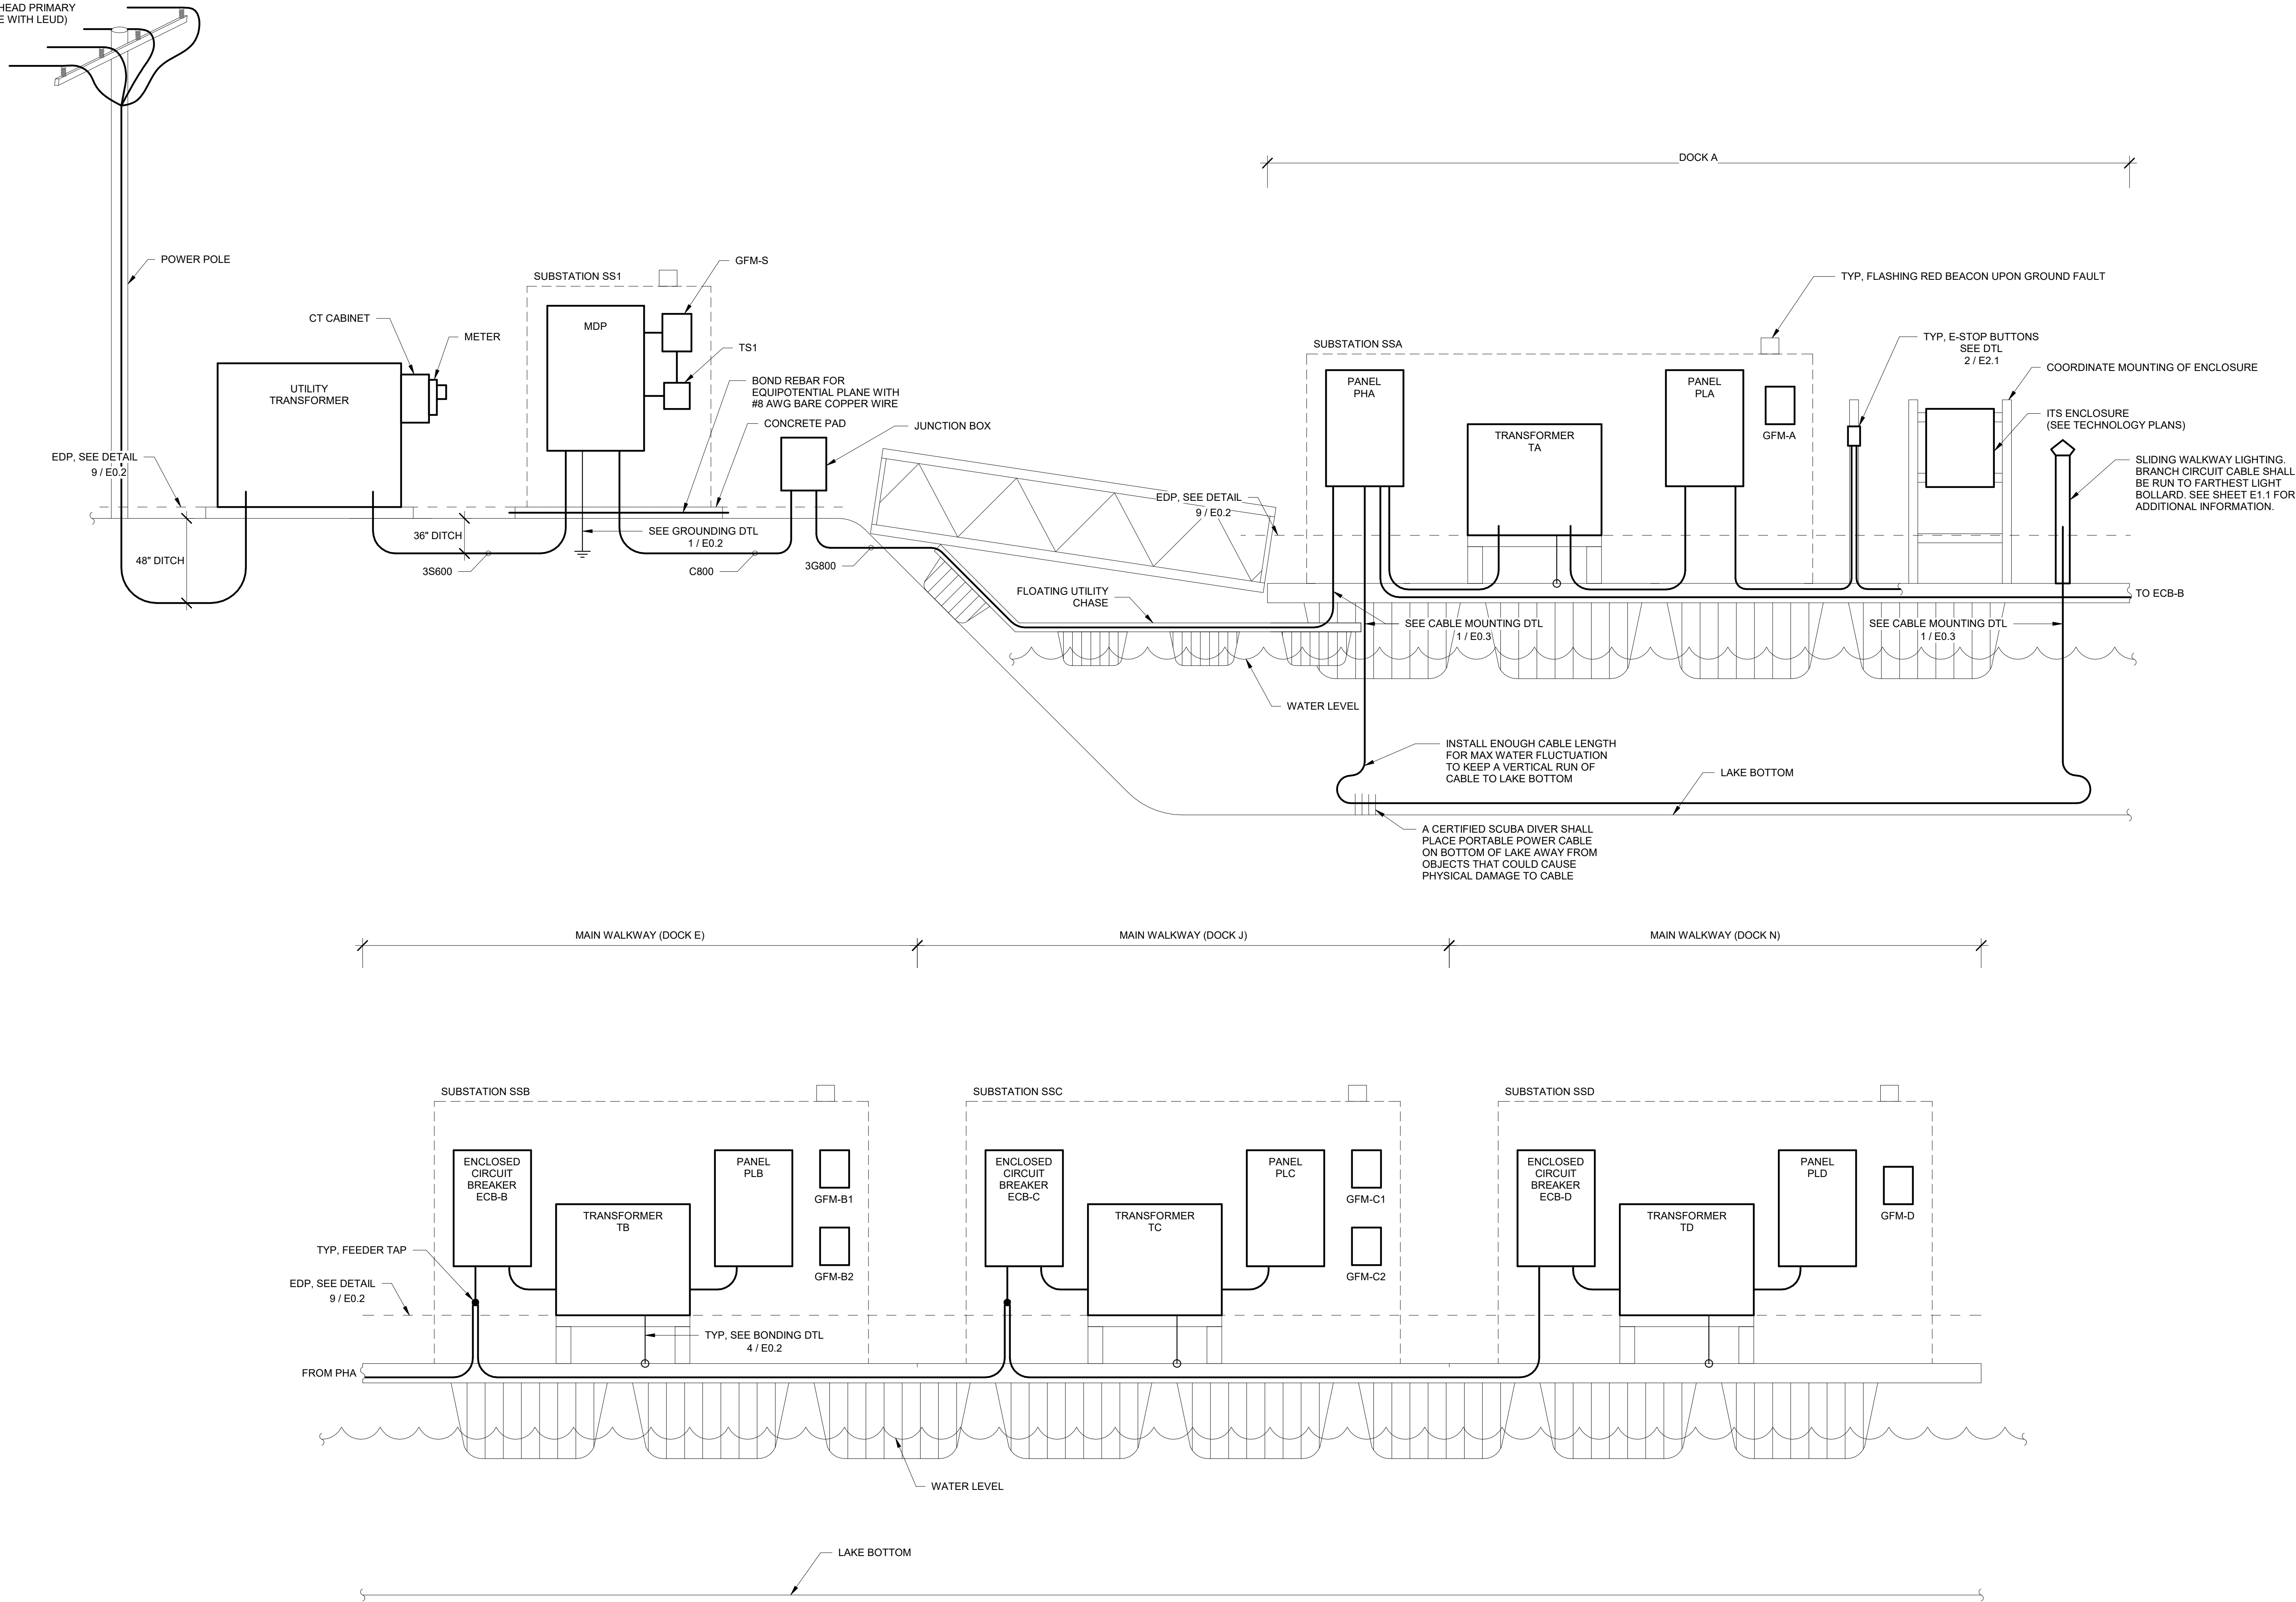 HEAD PRIMARY
E WITH LEUD)
DOCK A
POWER POLE
GFM-S
SUBSTATION SS1
TYP, FLASHING RED BEACON UPON GROUND FAULT
CT CABINET
MDP
METER
TS1
SUBSTATION SSA
TYP, E-STOP BUTTONS
SEE DTL
2 / E2.1
COORDINATE MOUNTING OF ENCLOSURE
UTILITY
TRANSFORMER
BOND REBAR FOR
EQUIPOTENTIAL PLANE WITH
#8 AWG BARE COPPER WIRE
PANEL
PHA
PANEL
PLA
ITS ENCLOSURE
(SEE TECHNOLOGY PLANS)
CONCRETE PAD
JUNCTION BOX
TRANSFORMER
TA
GFM-A
EDP, SEE DETAIL
9 / E0.2
SLIDING WALKWAY LIGHTING.
BRANCH CIRCUIT CABLE SHALL
BE RUN TO FARTHEST LIGHT
BOLLARD. SEE SHEET E1.1 FOR
ADDITIONAL INFORMATION.
EDP, SEE DETAIL
9 / E0.2
36" DITCH
SEE GROUNDING DTL
1 / E0.2
48" DITCH
3S600
C800
3G800
FLOATING UTILITY
CHASE
TO ECB-B
SEE CABLE MOUNTING DTL
1 / E0.3
SEE CABLE MOUNTING DTL
1 / E0.3
WATER LEVEL
INSTALL ENOUGH CABLE LENGTH
FOR MAX WATER FLUCTUATION
TO KEEP A VERTICAL RUN OF
CABLE TO LAKE BOTTOM
LAKE BOTTOM
A CERTIFIED SCUBA DIVER SHALL
PLACE PORTABLE POWER CABLE
ON BOTTOM OF LAKE AWAY FROM
OBJECTS THAT COULD CAUSE
PHYSICAL DAMAGE TO CABLE
MAIN WALKWAY (DOCK E)
MAIN WALKWAY (DOCK J)
MAIN WALKWAY (DOCK N)
SUBSTATION SSB
SUBSTATION SSC
SUBSTATION SSD
ENCLOSED
CIRCUIT
BREAKER
ECB-B
PANEL
PLB
GFM-B1
TRANSFORMER
TB
GFM-B2
ENCLOSED
CIRCUIT
BREAKER
ECB-C
PANEL
PLC
GFM-C1
TRANSFORMER
TC
GFM-C2
ENCLOSED
CIRCUIT
BREAKER
ECB-D
PANEL
PLD
TRANSFORMER
TD
GFM-D
TYP, FEEDER TAP
EDP, SEE DETAIL
9 / E0.2
TYP, SEE BONDING DTL
4 / E0.2
FROM PHA
WATER LEVEL
LAKE BOTTOM